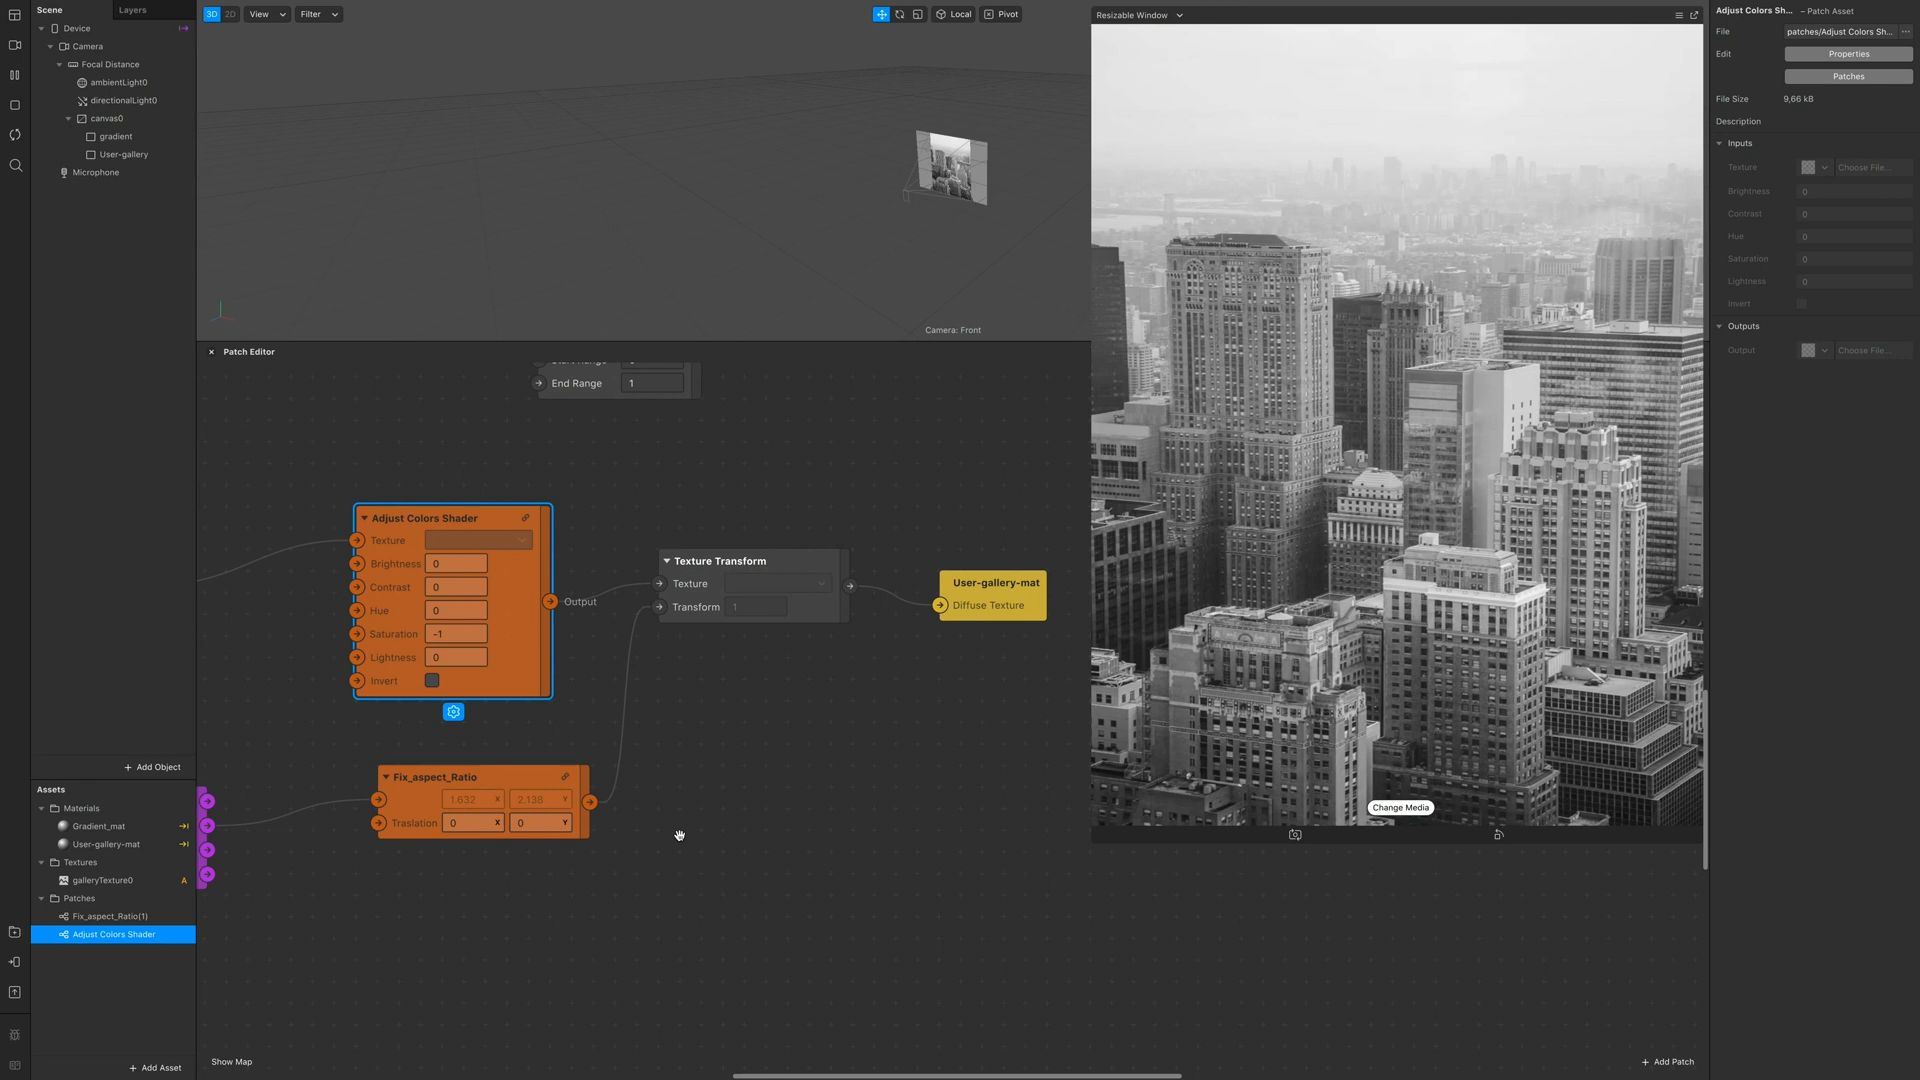 Scene
Layers
Device
Camera
Focal Distance
ambientLight0
directionalLight0
canvas0
gradient
User-gallery
Microphone
+ Add Object
Assets
Materials
Gradient_mat
User-gallery-mat
Textures
galleryTexture0 A
Patches
Fix_aspect_Ratio(1)
Adjust Colors Shader
+ Add Asset
3D 2D View Filter
Local Pivot
Camera: Front
× Patch Editor
End Range 1
Adjust Colors Shader
Texture
Brightness 0
Contrast 0
Hue 0
Saturation -1
Lightness 0
Invert
Output
Texture Transform
Texture
Transform 1
User-gallery-mat
Diffuse Texture
Fix_aspect_Ratio
1.632 X 2.138 Y
Traslation 0 X 0 Y
Show Map
+ Add Patch
Resizable Window
Change Media
Adjust Colors Sh... – Patch Asset
File patches/Adjust Colors Sh... ...
Edit Properties
Patches
File Size 9,66 kB
Description
Inputs
Texture Choose File...
Brightness 0
Contrast 0
Hue 0
Saturation 0
Lightness 0
Invert
Outputs
Output Choose File...